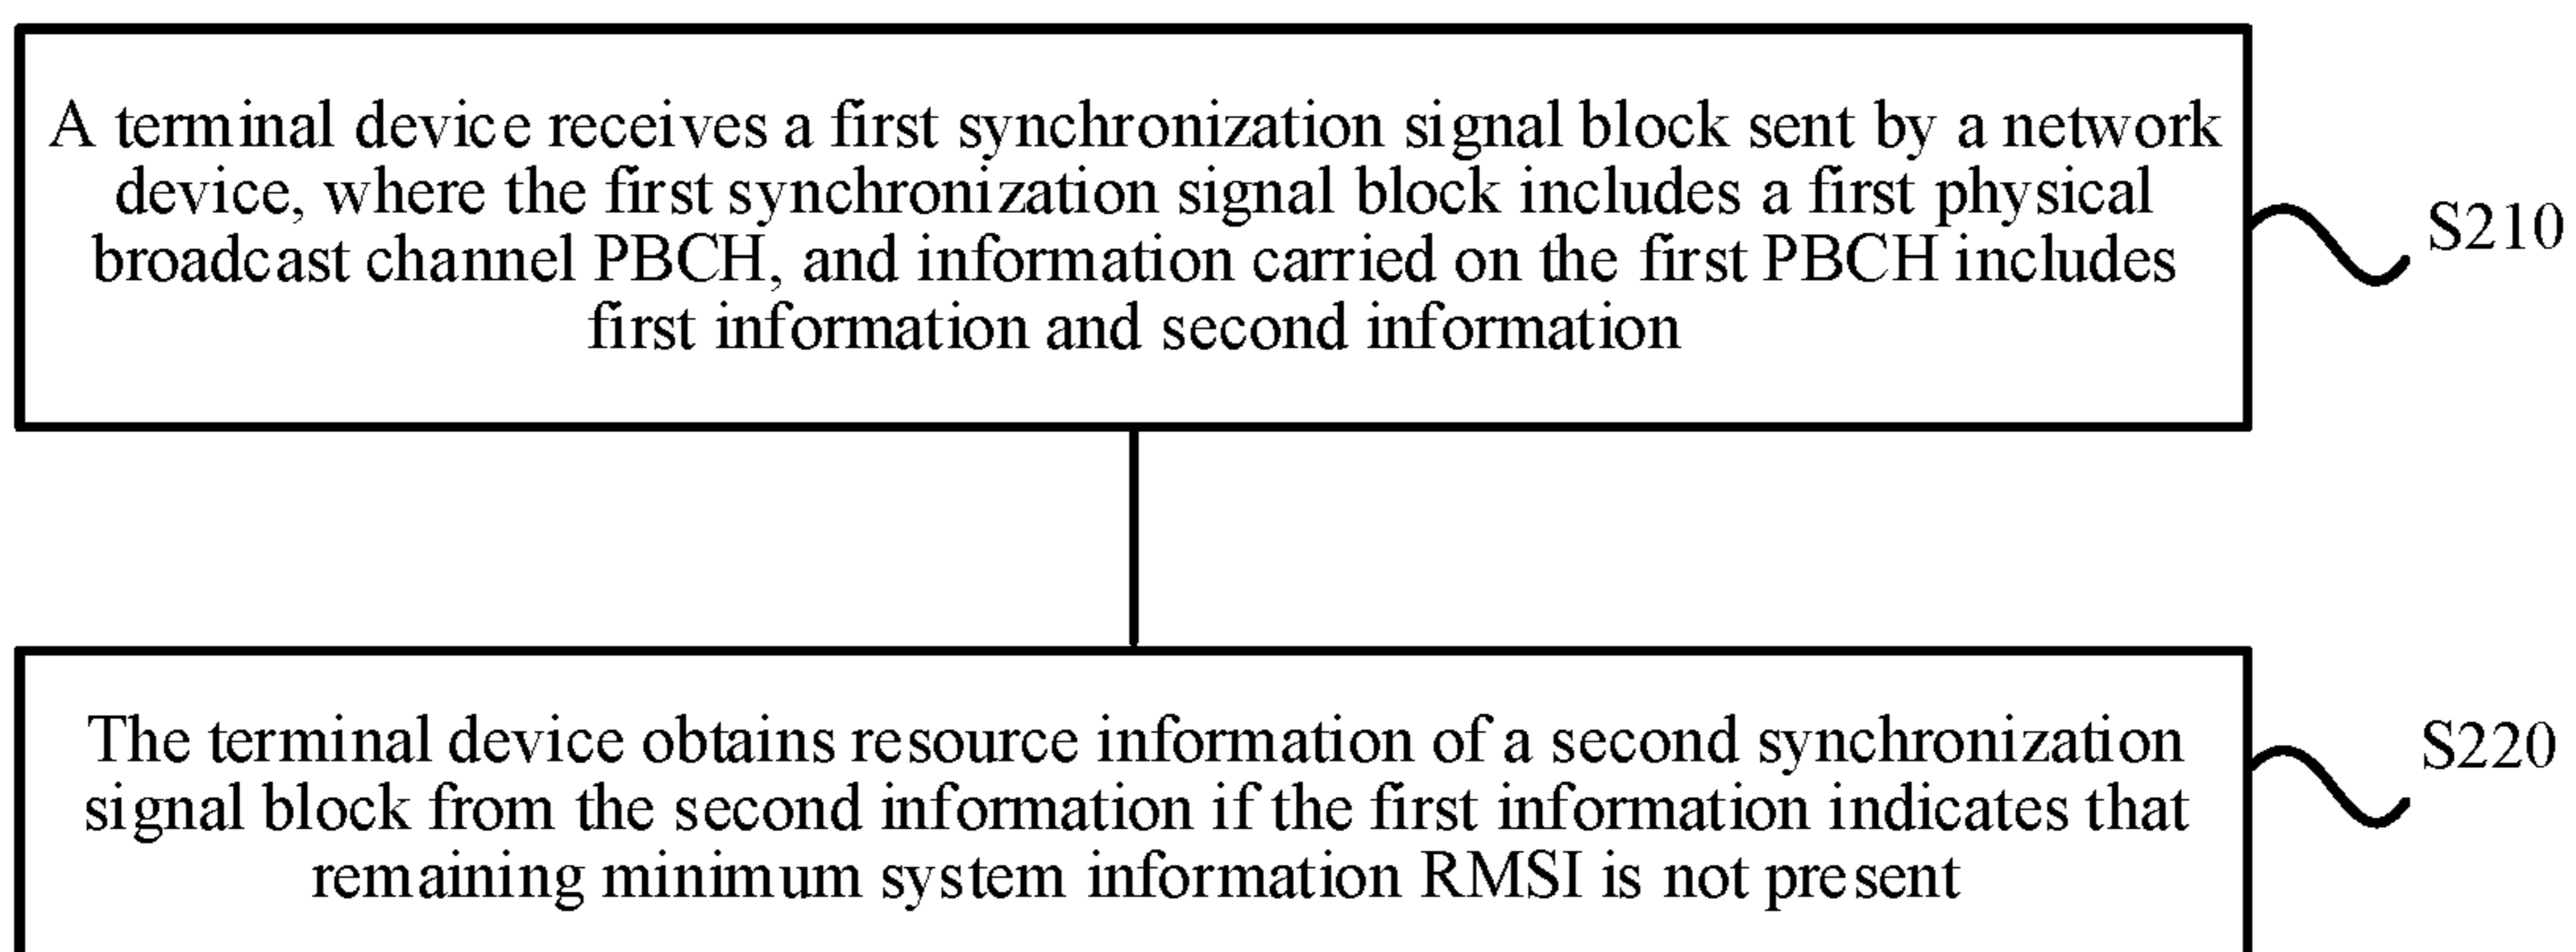 A terminal device receives a first synchronization signal block sent by a network
device, where the first synchronization signal block includes a first physical
broadcast channel PBCH, and information carried on the first PBCH includes
first information and second information
S210
The terminal device obtains resource information of a second synchronization
signal block from the second information if the first information indicates that
remaining minimum system information RMSI is not present
S220